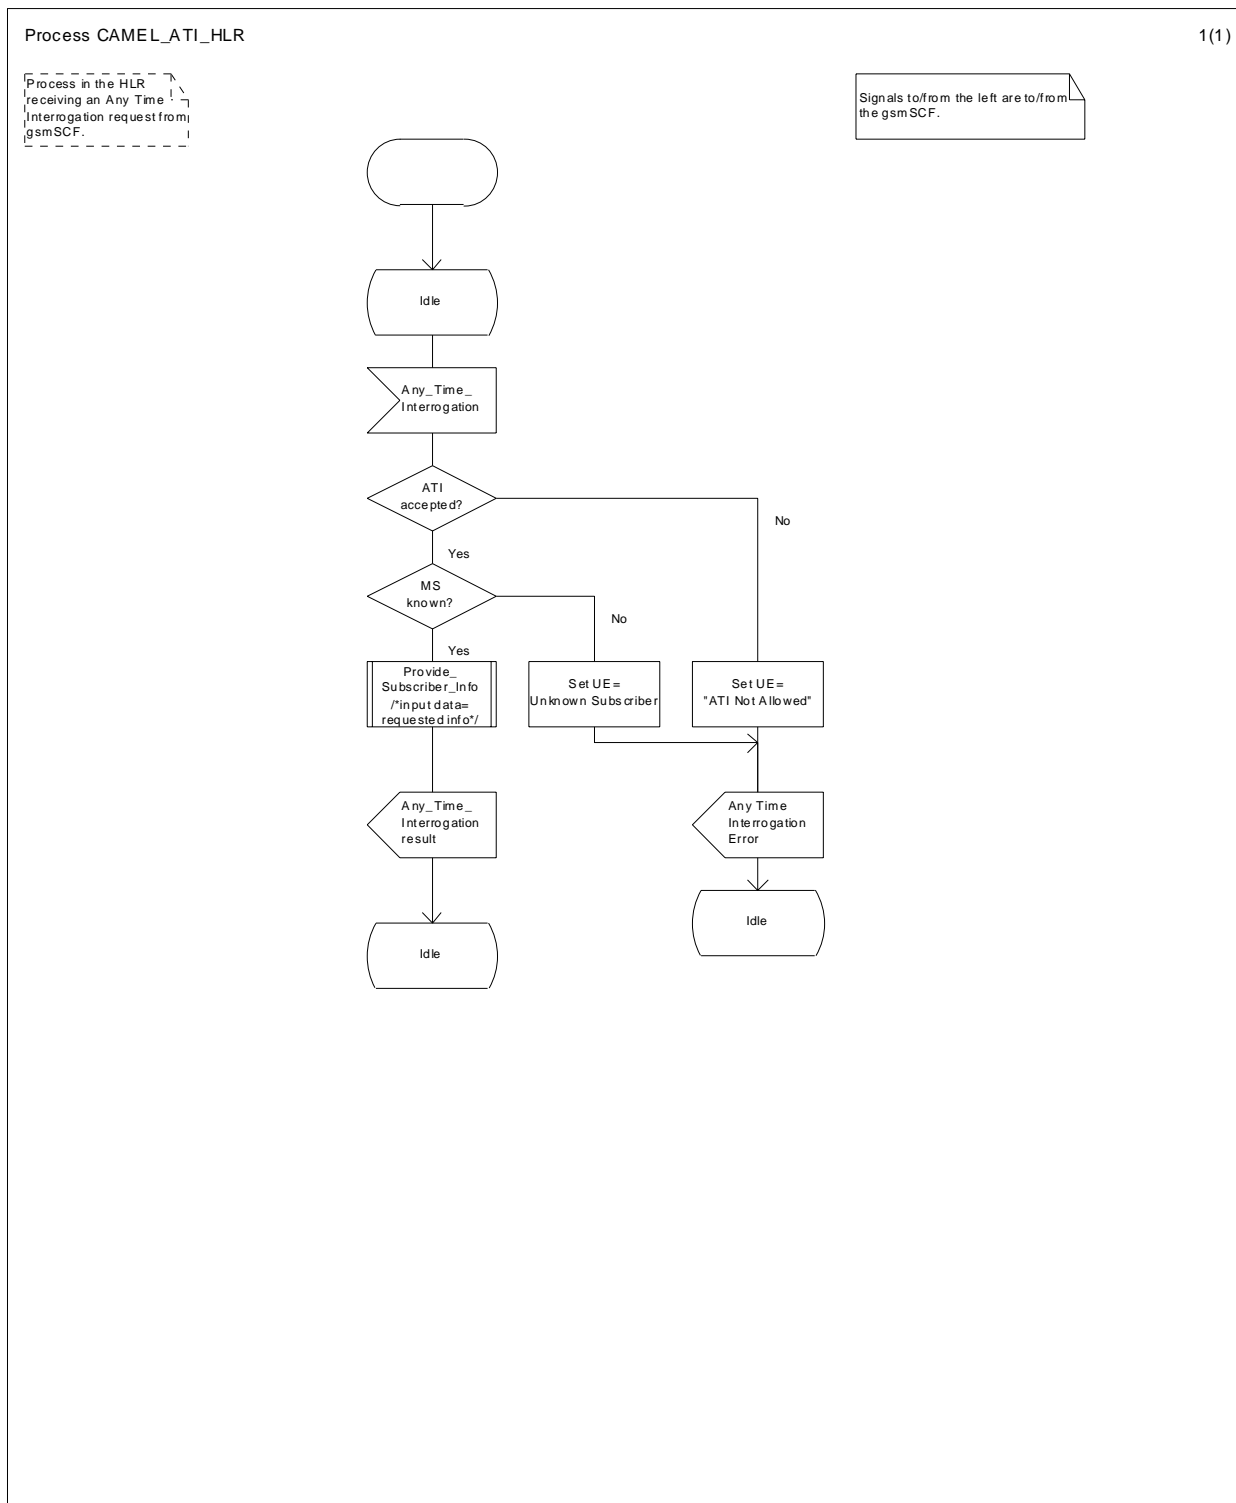 Process CAMEL_ATI_HLR
1(1)
Process in the HLR
receiving an Any Time
Interrogation request from
gsmSCF.
Signals to/from the left are to/from
the gsmSCF.
Idle
Any_Time_
Interrogation
ATI
accepted?
No
Yes
MS
known?
No
Yes
Provide_
Subscriber_Info
/*input data=
requested info*/
Set UE=
Unknown Subscriber
Set UE=
"ATI Not Allowed"
Any_Time_
Interrogation
result
Any Time
Interrogation
Error
Idle
Idle